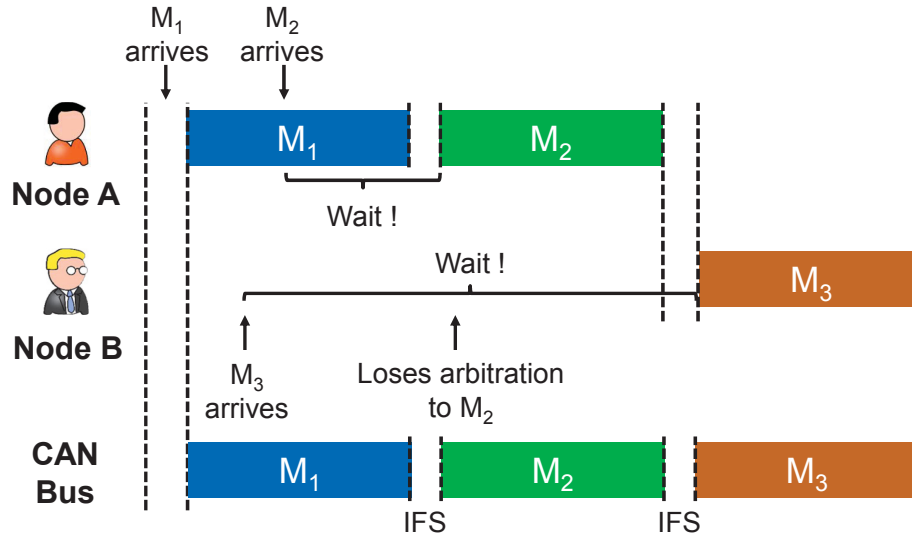 M₁
arrives
M₂
arrives
M₁
M₂
Node A
Wait !
Wait !
M₃
Node B
M₃
arrives
Loses arbitration
to M₂
CAN
Bus
M₁
M₂
M₃
IFS
IFS